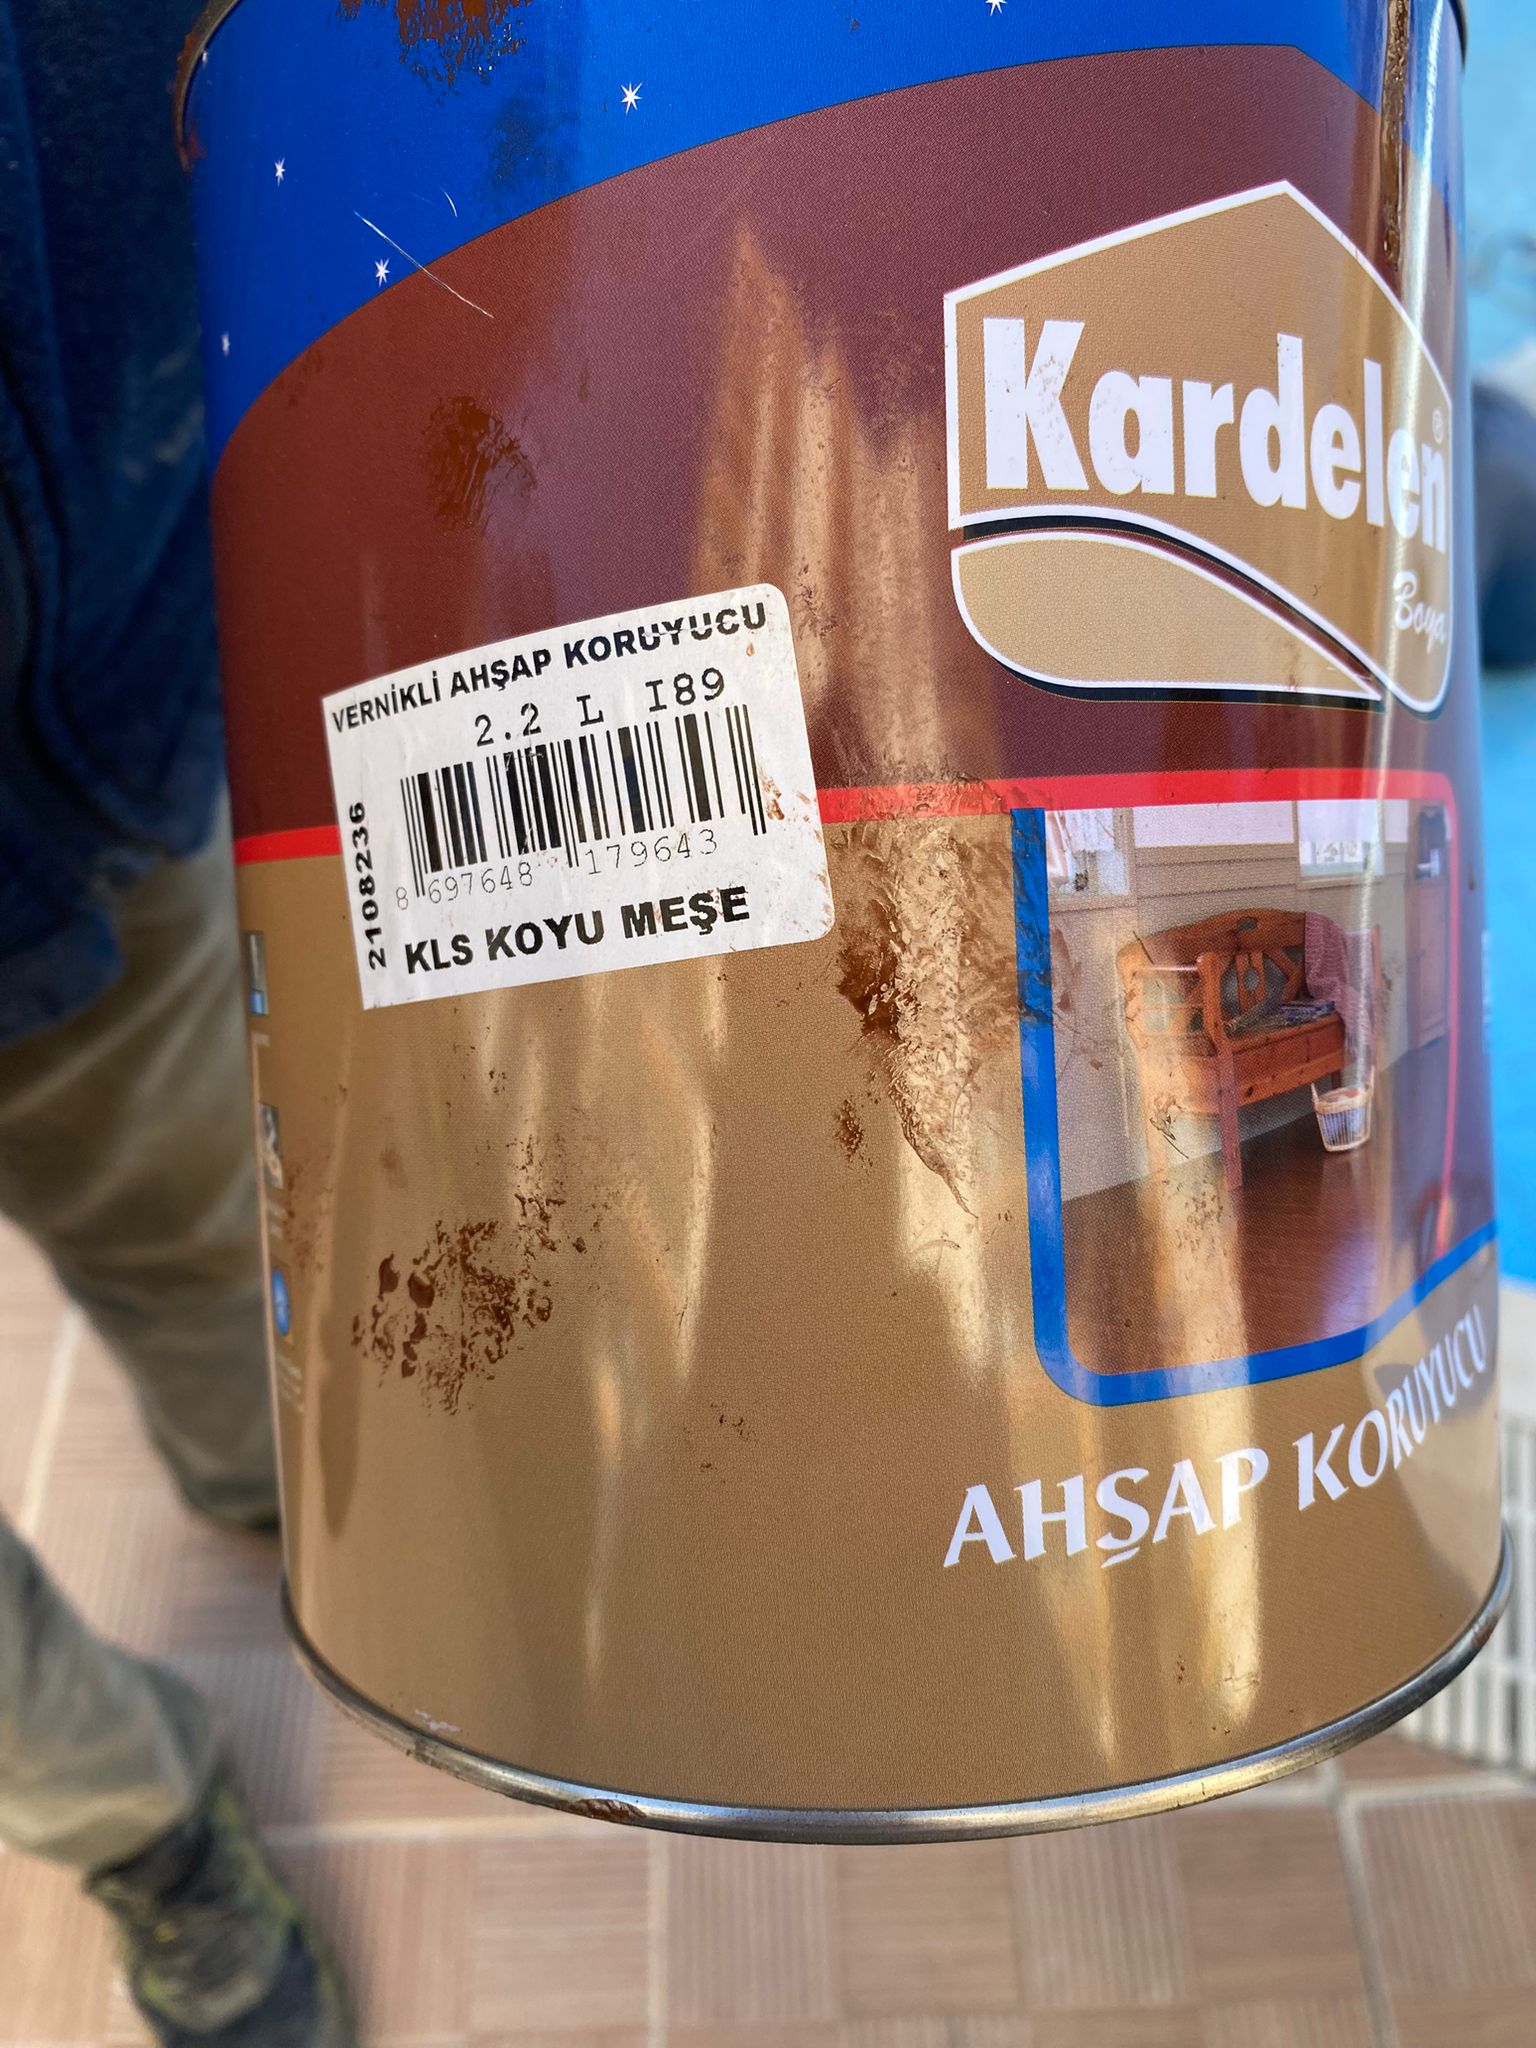 Kardelen®
Boya
VERNİKLİ AHŞAP KORUYUCU
2.2 L I89
2108236
8 697648 179643
KLS KOYU MEŞE
AHŞAP KORUYUCU